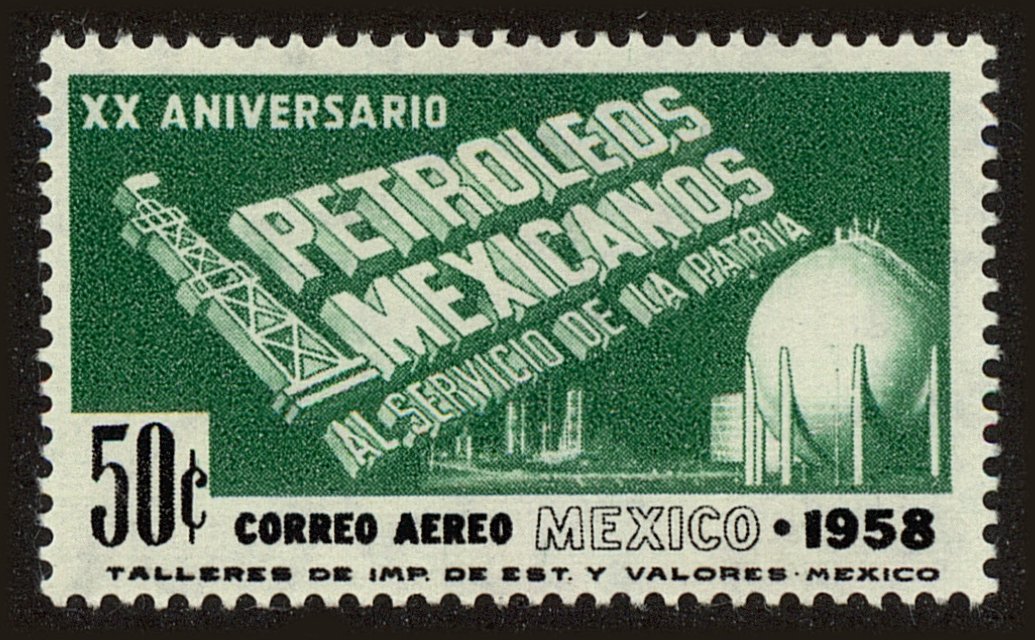 XX ANIVERSARIO
PETROLEOS
MEXICANOS
AL SERVICIO DE LA PATRIA
50¢
CORREO AEREO MEXICO • 1958
TALLERES DE IMP. DE EST. Y VALORES · MEXICO